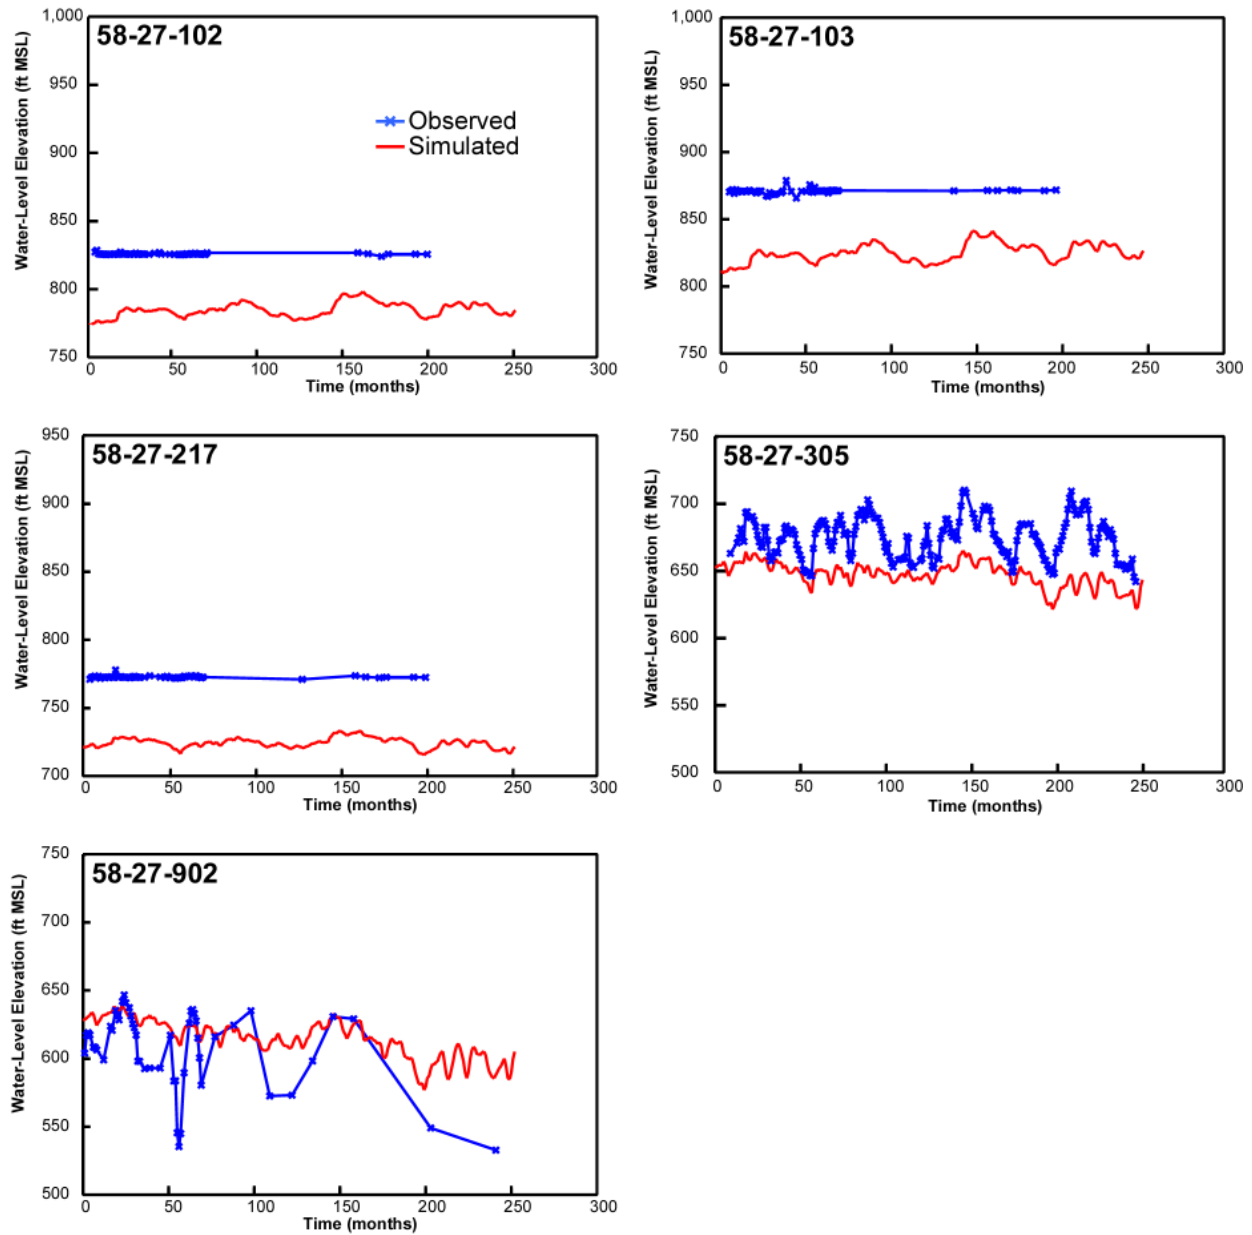 58-27-102
1,000
950
900
850
800
750
Water-Level Elevation (ft MSL)
Observed
Simulated
0 50 100 150 200 250 300
Time (months)
58-27-103
1,000
950
900
850
800
750
Water-Level Elevation (ft MSL)
0 50 100 150 200 250 300
Time (months)
58-27-217
950
900
850
800
750
700
Water-Level Elevation (ft MSL)
0 50 100 150 200 250 300
Time (months)
58-27-305
750
700
650
600
550
500
Water-Level Elevation (ft MSL)
0 50 100 150 200 250 300
Time (months)
58-27-902
750
700
650
600
550
500
Water-Level Elevation (ft MSL)
0 50 100 150 200 250 300
Time (months)